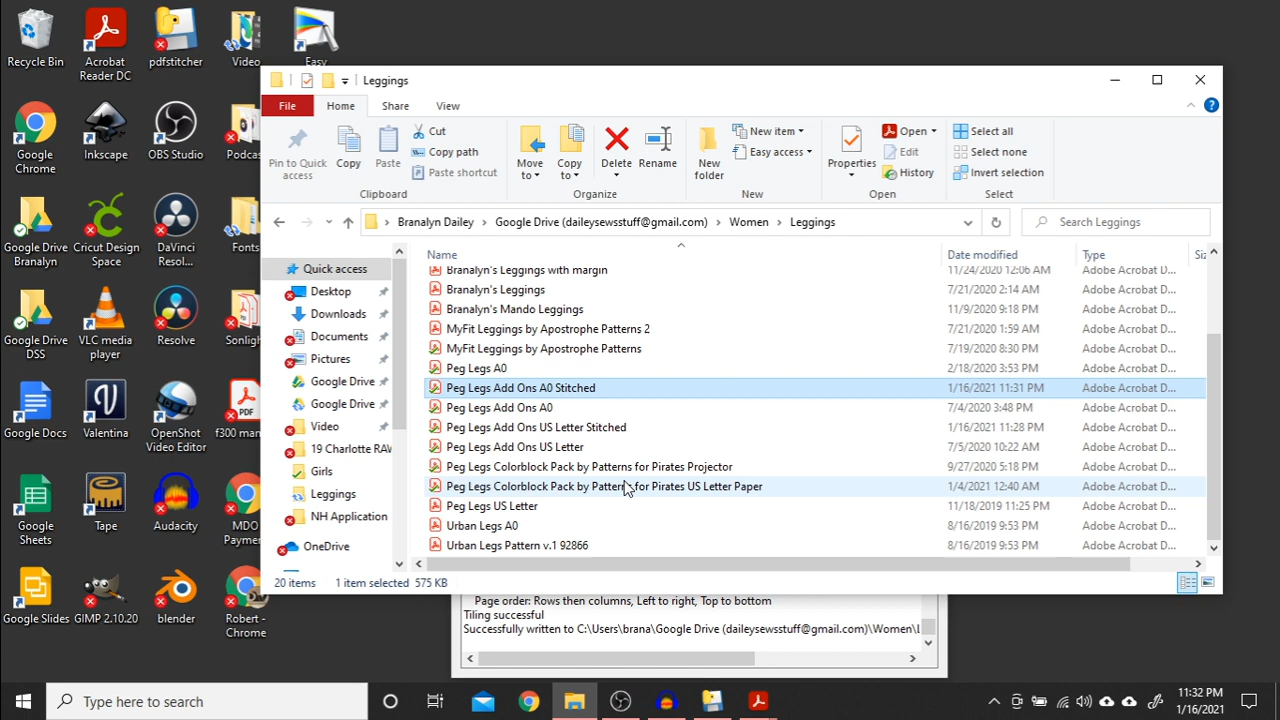 Recycle Bin
Acrobat Reader DC
pdfstitcher
Video
Easy
Google Chrome
Inkscape
OBS Studio
Podcas
Google Drive Branalyn
Cricut Design Space
DaVinci Resol...
Fonts
Google Drive DSS
VLC media player
Resolve
Sonligh
Google Docs
Valentina
OpenShot Video Editor
f300 man
Google Sheets
Tape
Audacity
MDO Payme
Google Slides
GIMP 2.10.20
blender
Robert - Chrome
Leggings
File Home Share View
Pin to Quick access
Copy
Paste
Cut
Copy path
Paste shortcut
Clipboard
Move to
Copy to
Delete
Rename
Organize
New folder
New item
Easy access
New
Properties
Open
Edit
History
Open
Select all
Select none
Invert selection
Select
Branalyn Dailey > Google Drive (daileysewsstuff@gmail.com) > Women > Leggings
Search Leggings
Quick access
Desktop
Downloads
Documents
Pictures
Google Drive
Google Drive
Video
19 Charlotte RAW
Girls
Leggings
NH Application
OneDrive
Name Date modified Type Siz
Branalyn's Leggings with margin 11/24/2020 12:06 AM Adobe Acrobat D...
Branalyn's Leggings 7/21/2020 2:14 AM Adobe Acrobat D...
Branalyn's Mando Leggings 11/9/2020 9:18 PM Adobe Acrobat D...
MyFit Leggings by Apostrophe Patterns 2 7/21/2020 1:59 AM Adobe Acrobat D...
MyFit Leggings by Apostrophe Patterns 7/19/2020 8:30 PM Adobe Acrobat D...
Peg Legs A0 2/18/2020 3:53 PM Adobe Acrobat D...
Peg Legs Add Ons A0 Stitched 1/16/2021 11:31 PM Adobe Acrobat D...
Peg Legs Add Ons A0 7/4/2020 3:48 PM Adobe Acrobat D...
Peg Legs Add Ons US Letter Stitched 1/16/2021 11:28 PM Adobe Acrobat D...
Peg Legs Add Ons US Letter 7/5/2020 10:22 AM Adobe Acrobat D...
Peg Legs Colorblock Pack by Patterns for Pirates Projector 9/27/2020 5:18 PM Adobe Acrobat D...
Peg Legs Colorblock Pack by Patterns for Pirates US Letter Paper 1/4/2021 12:40 AM Adobe Acrobat D...
Peg Legs US Letter 11/18/2019 11:25 PM Adobe Acrobat D...
Urban Legs A0 8/16/2019 9:53 PM Adobe Acrobat D...
Urban Legs Pattern v.1 92866 8/16/2019 9:53 PM Adobe Acrobat D...
20 items 1 item selected 575 KB
Page order: Rows then columns, Left to right, Top to bottom
Tiling successful
Successfully written to C:\Users\brana\Google Drive (daileysewsstuff@gmail.com)\Women\L
Type here to search
11:32 PM
1/16/2021